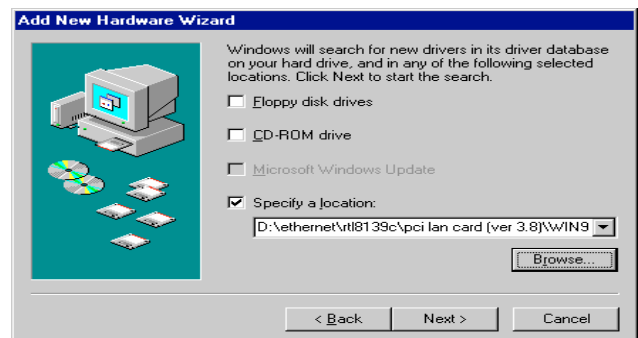 Add New Hardware Wizard
Windows will search for new drivers in its driver database
on your hard drive, and in any of the following selected
locations. Click Next to start the search.
Floppy disk drives
CD-ROM drive
Microsoft Windows Update
Specify a location:
D:\ethernet\rtl8139c\pci lan card (ver 3.8)\WIN9
Browse...
< Back
Next >
Cancel